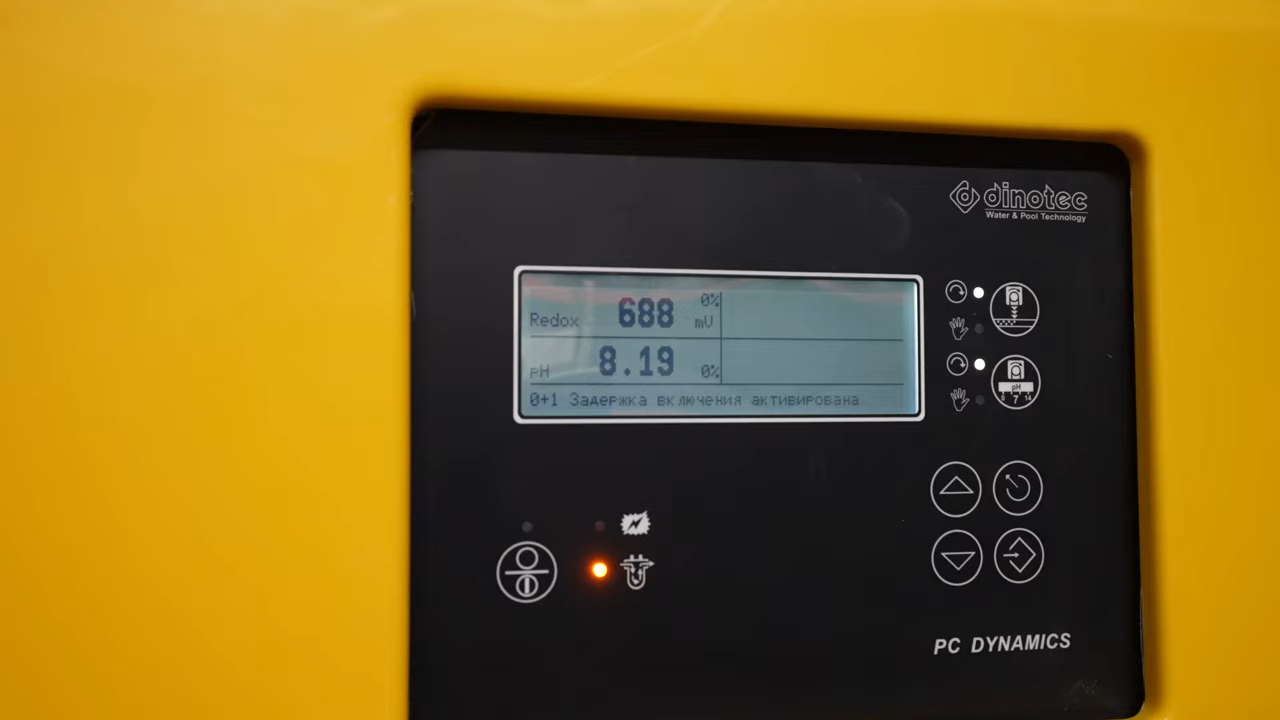 dinotec
Water & Pool Technology
0%
Redox 688 mV
pH 8.19 0%
0+1 Задержка включения активирована
pH
0 7 14
PC DYNAMICS